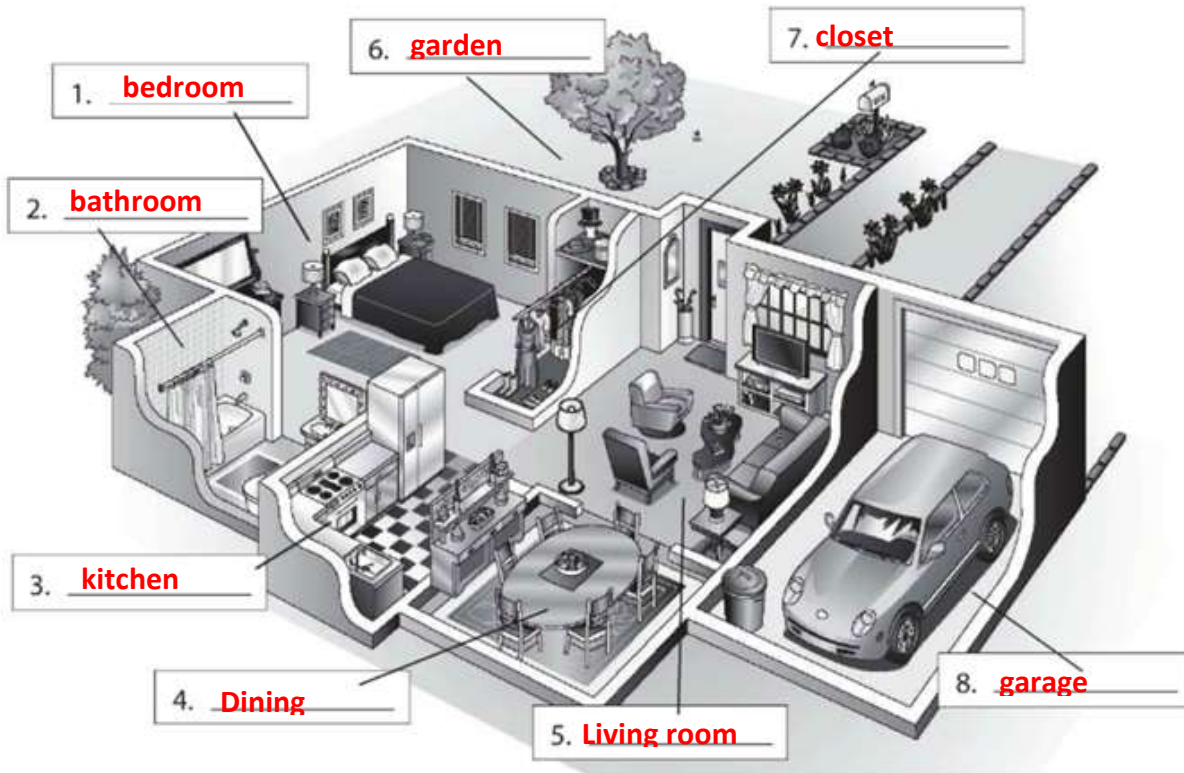 1. bedroom
2. bathroom
3. kitchen
4. Dining
5. Living room
6. garden
7. closet
8. garage